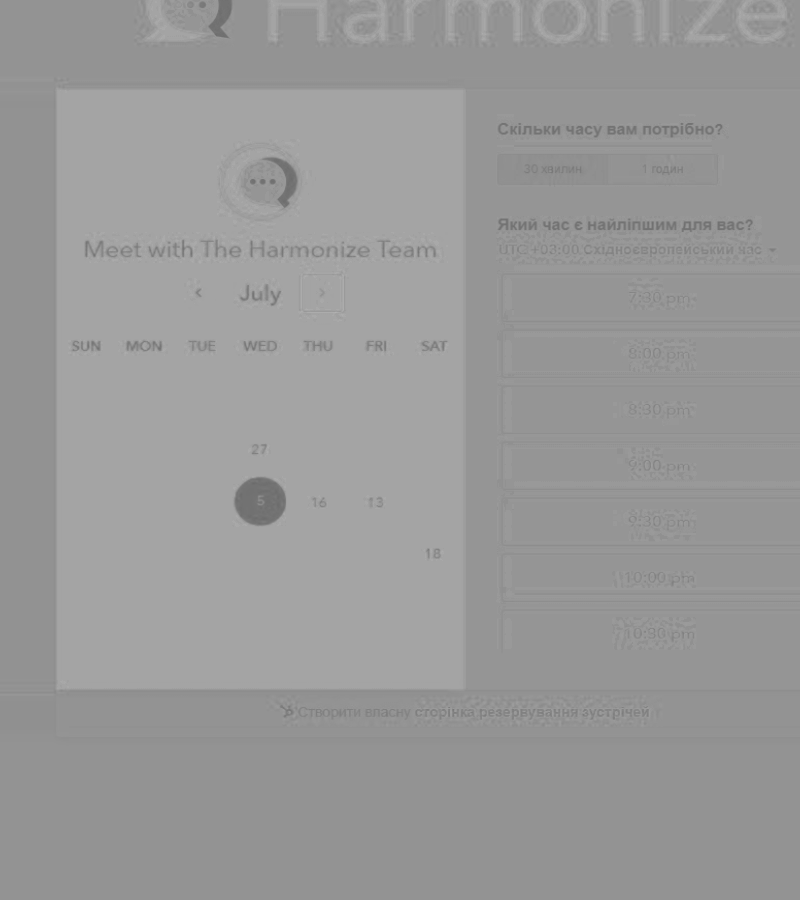 Harmonize
Meet with The Harmonize Team
‹ July ›
SUN MON TUE WED THU FRI SAT
27
5 16 13
18
Скільки часу вам потрібно?
30 хвилин 1 годин
Який час є найліпшим для вас?
UTC +03:00 Східноєвропейський час
7:30 pm
8:00 pm
8:30 pm
9:00 pm
9:30 pm
10:00 pm
10:30 pm
Створити власну сторінка резервування зустрічей